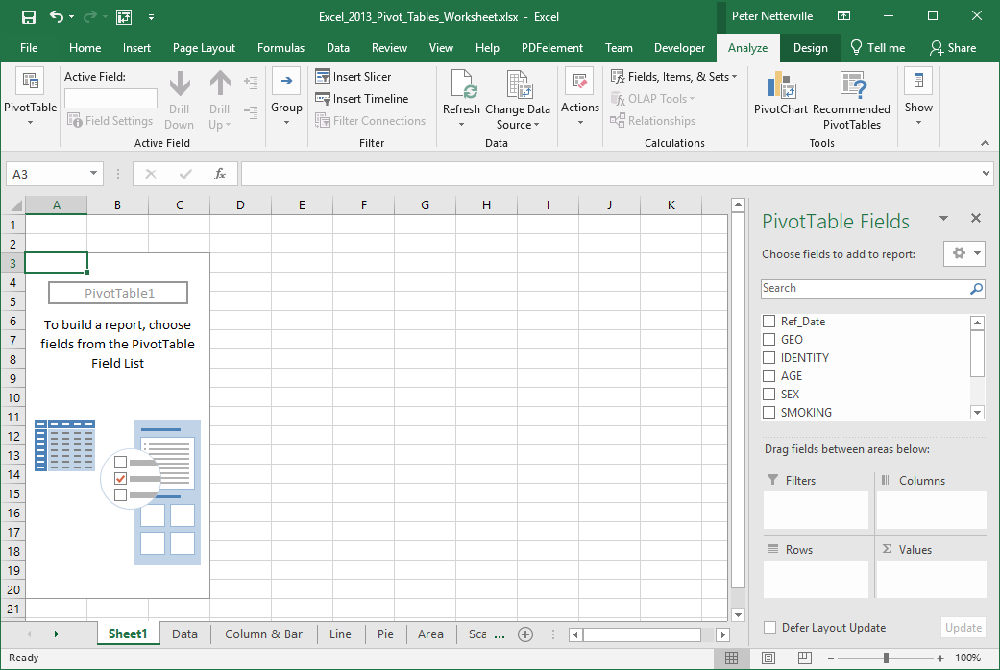 Excel_2013_Pivot_Tables_Worksheet.xlsx - Excel
Peter Netterville
File Home Insert Page Layout Formulas Data Review View Help PDFelement Team Developer Analyze Design Tell me Share
PivotTable
Active Field:
Field Settings
Drill
Down
Drill
Up
Active Field
Group
Insert Slicer
Insert Timeline
Filter Connections
Filter
Refresh
Change Data
Source
Data
Actions
Fields, Items, & Sets
OLAP Tools
Relationships
Calculations
PivotChart
Recommended
PivotTables
Tools
Show
A3
fx
A B C D E F G H I J K
1
2
3
4
5
6
7
8
9
10
11
12
13
14
15
16
17
18
19
20
21
PivotTable1
To build a report, choose
fields from the PivotTable
Field List
PivotTable Fields
Choose fields to add to report:
Search
Ref_Date
GEO
IDENTITY
AGE
SEX
SMOKING
Drag fields between areas below:
Filters
Columns
Rows
Σ Values
Defer Layout Update
Update
Sheet1 Data Column & Bar Line Pie Area Sca ...
Ready
100%